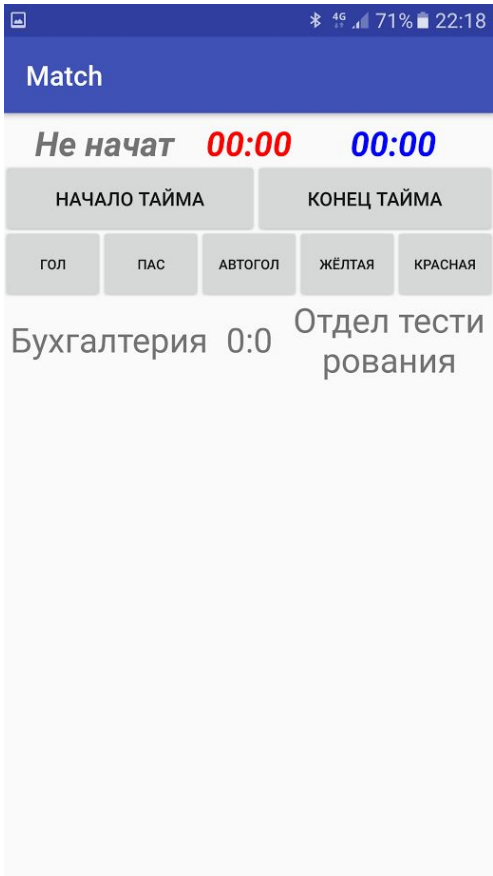 4G 71% 22:18
Match
Не начат 00:00 00:00
НАЧАЛО ТАЙМА КОНЕЦ ТАЙМА
ГОЛ ПАС АВТОГОЛ ЖЁЛТАЯ КРАСНАЯ
Бухгалтерия 0:0 Отдел тести
рования